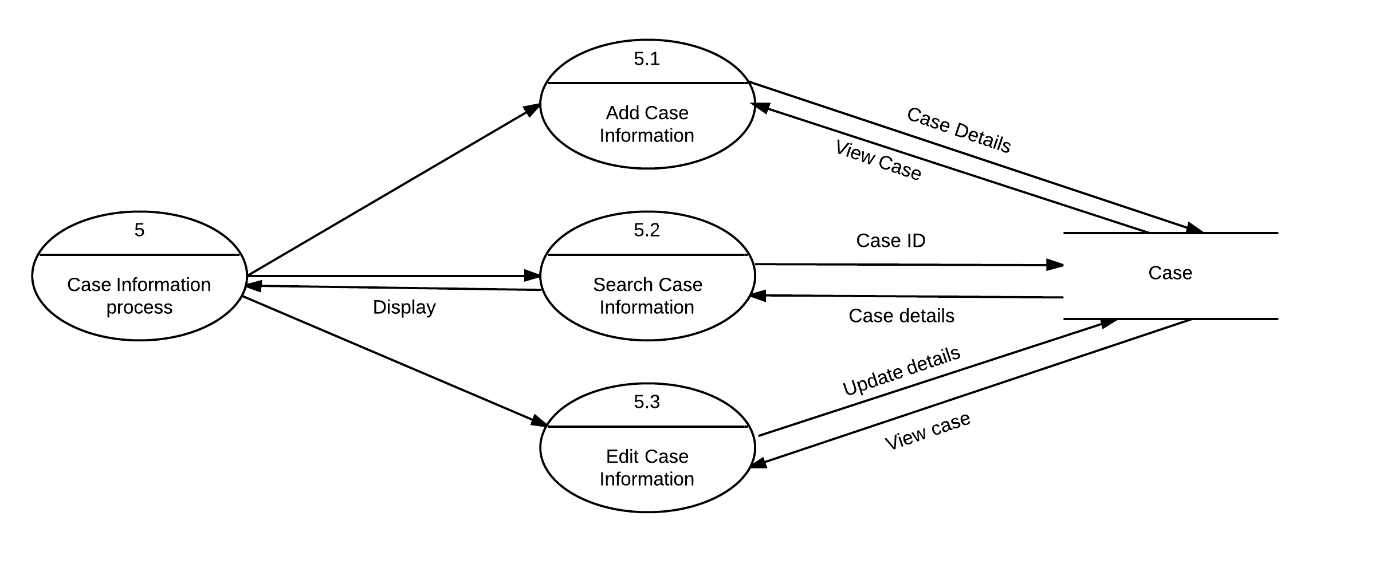 5.1
Add Case
Information
Case Details
View Case
5
Case Information
process
Display
5.2
Search Case
Information
Case ID
Case details
Case
Update details
View case
5.3
Edit Case
Information